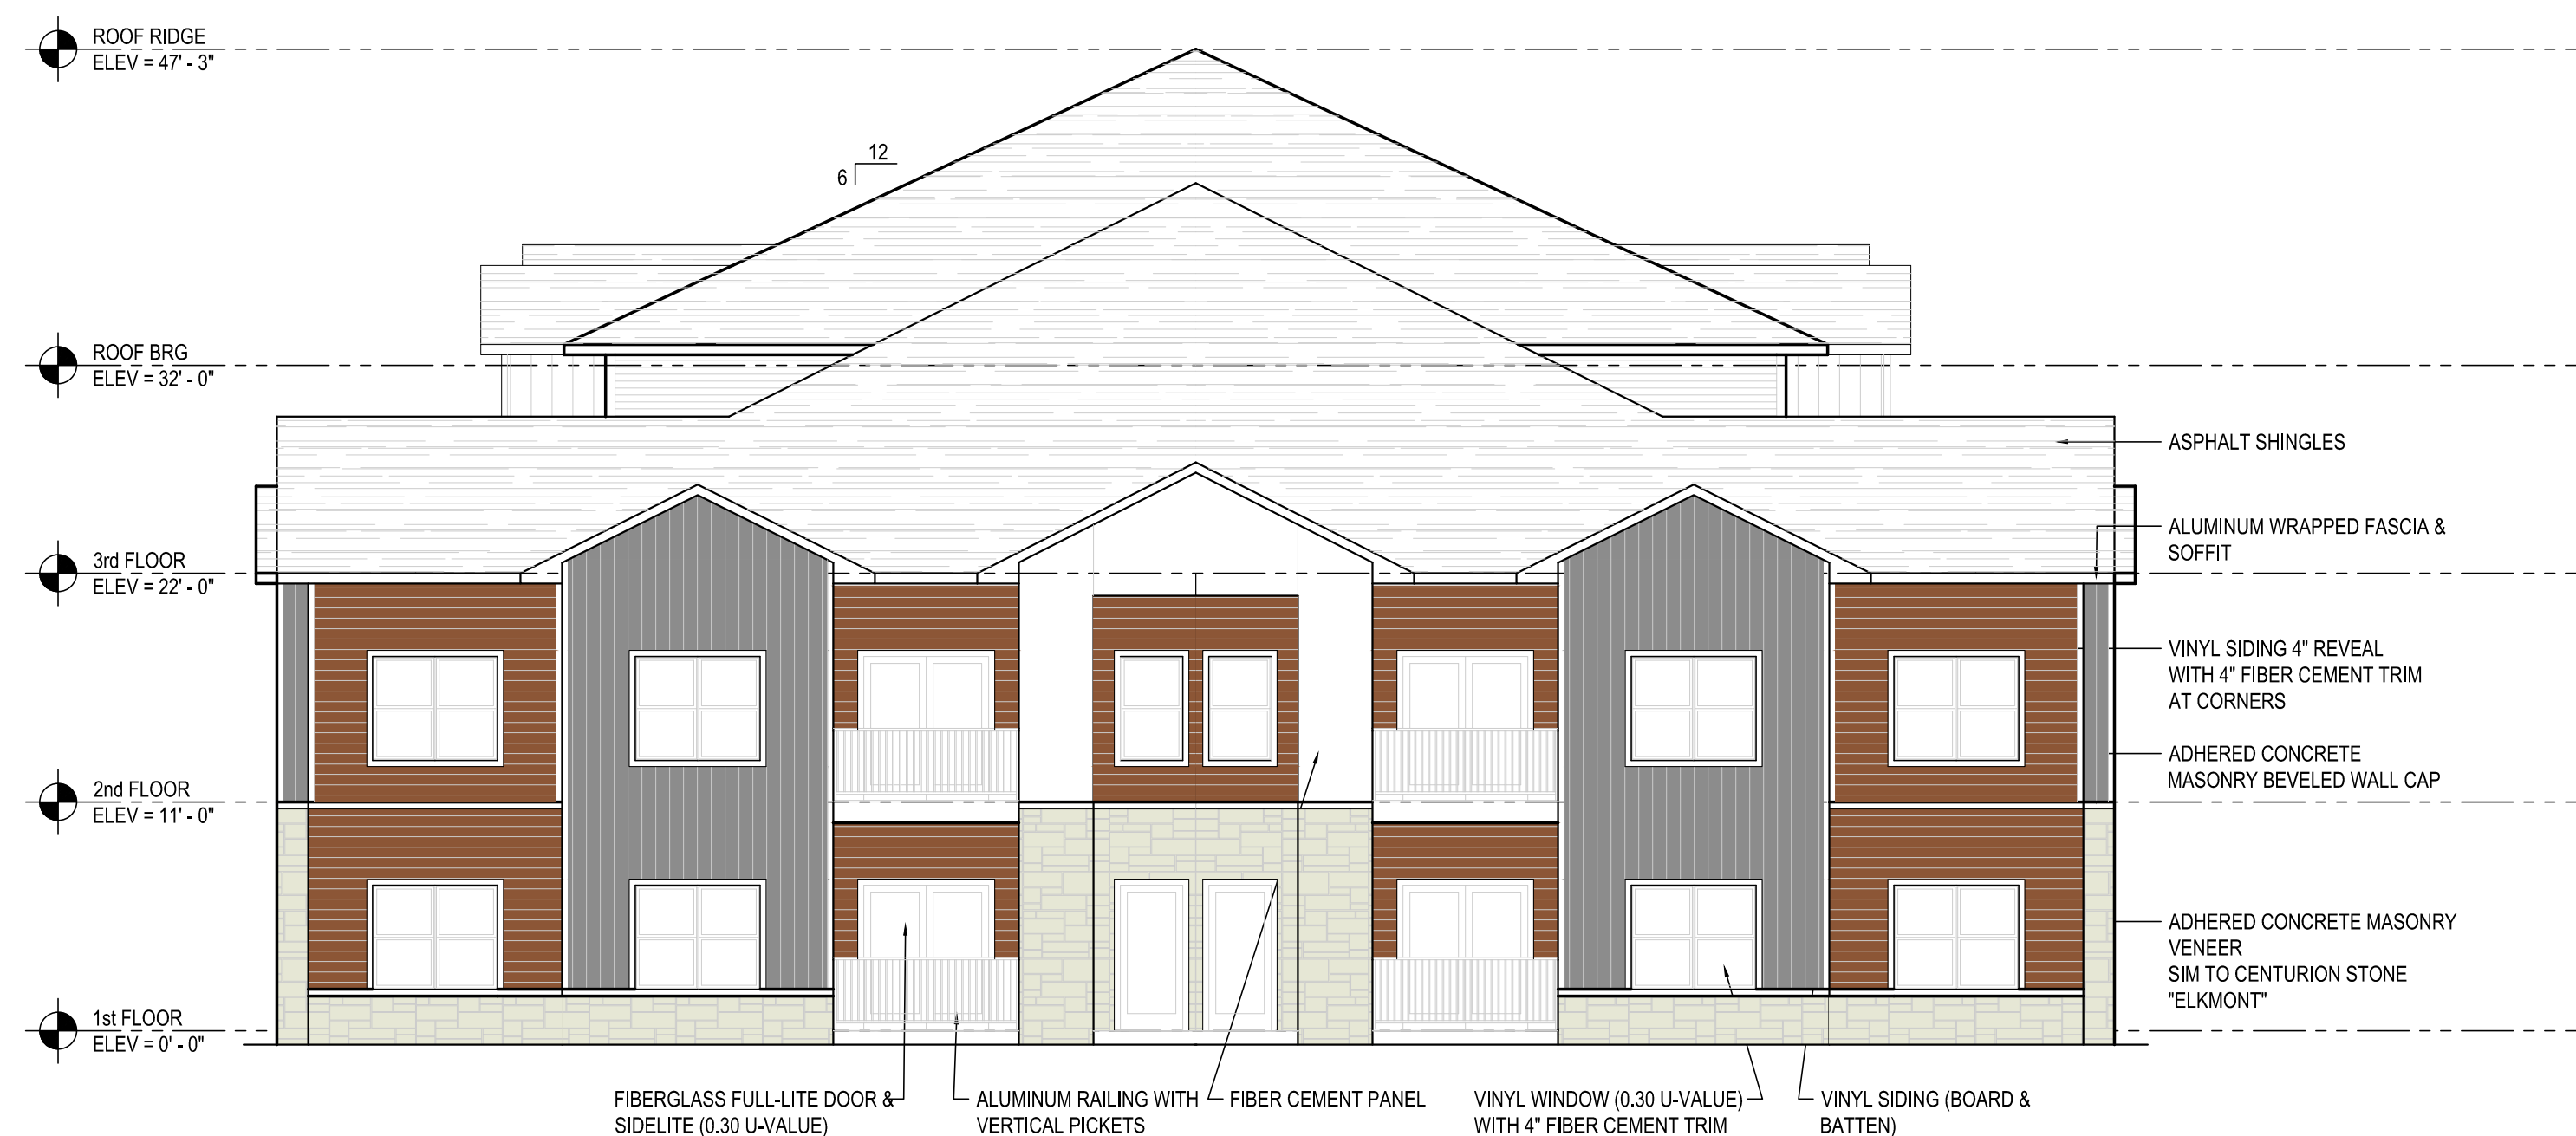 ROOF RIDGE
ELEV = 47' - 3"
12
6
ROOF BRG
ELEV = 32' - 0"
ASPHALT SHINGLES
ALUMINUM WRAPPED FASCIA &
SOFFIT
3rd FLOOR
ELEV = 22' - 0"
VINYL SIDING 4" REVEAL
WITH 4" FIBER CEMENT TRIM
AT CORNERS
ADHERED CONCRETE
MASONRY BEVELED WALL CAP
2nd FLOOR
ELEV = 11' - 0"
ADHERED CONCRETE MASONRY
VENEER
SIM TO CENTURION STONE
"ELKMONT"
1st FLOOR
ELEV = 0' - 0"
FIBERGLASS FULL-LITE DOOR &
SIDELITE (0.30 U-VALUE)
ALUMINUM RAILING WITH
VERTICAL PICKETS
FIBER CEMENT PANEL
VINYL WINDOW (0.30 U-VALUE)
WITH 4" FIBER CEMENT TRIM
VINYL SIDING (BOARD &
BATTEN)